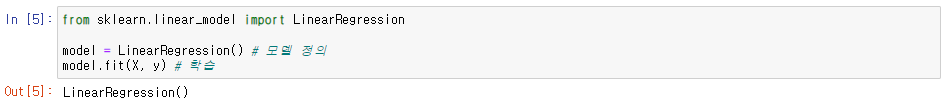 In [5]: from sklearn.linear_model import LinearRegression
model = LinearRegression() # 모델 정의
model.fit(X, y) # 학습
Out[5]: LinearRegression()